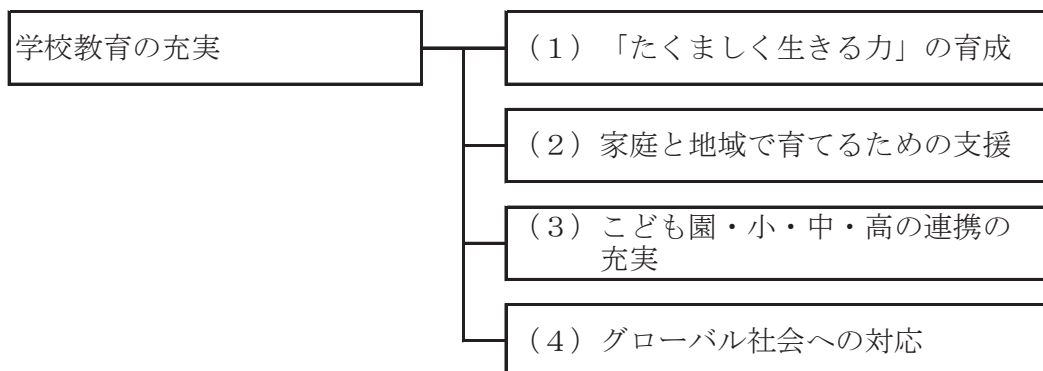 学校教育の充実
（１）「たくましく生きる力」の育成
（２）家庭と地域で育てるための支援
（３）こども園・小・中・高の連携の
充実
（４）グローバル社会への対応